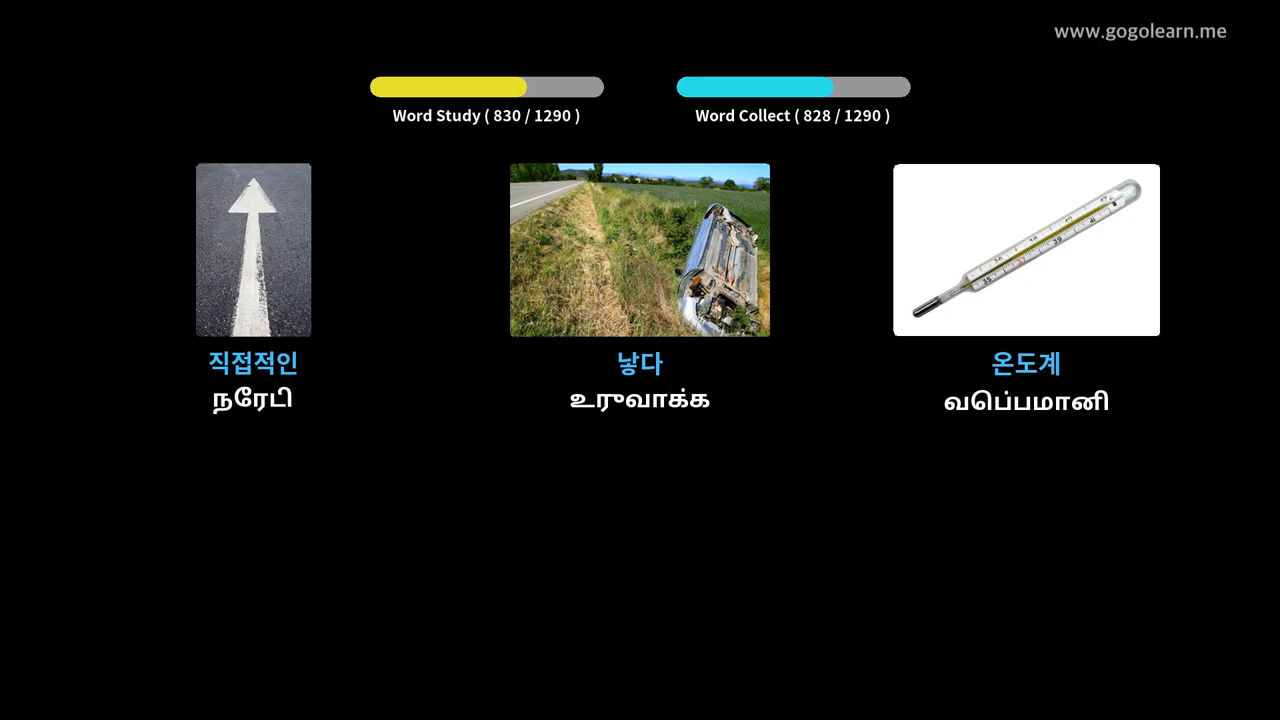 www.gogolearn.me
Word Study ( 830 / 1290 )
Word Collect ( 828 / 1290 )
직접적인
நரேபி
낳다
உருவாக்க
온도계
வபெ்பமானி